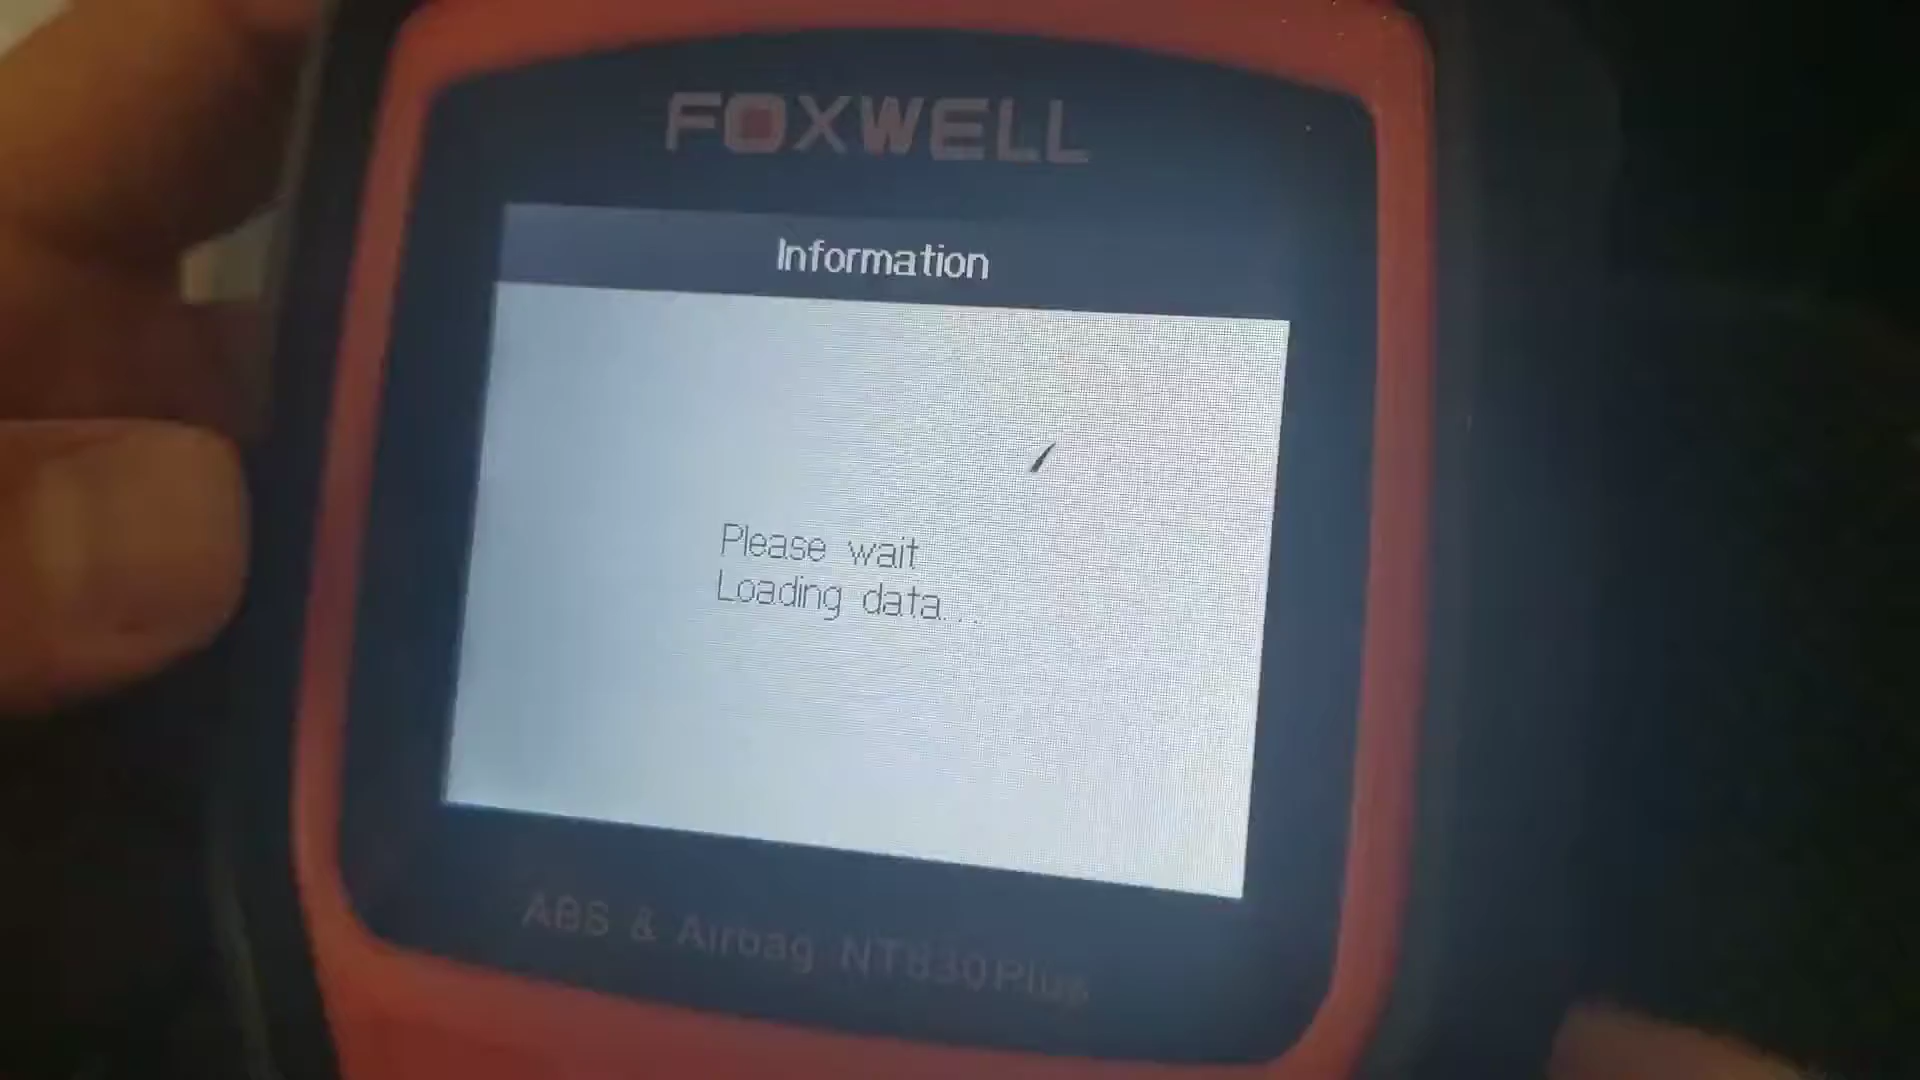 FOXWELL
Information
Please wait
Loading data...
ABS & Airbag NT830Plus